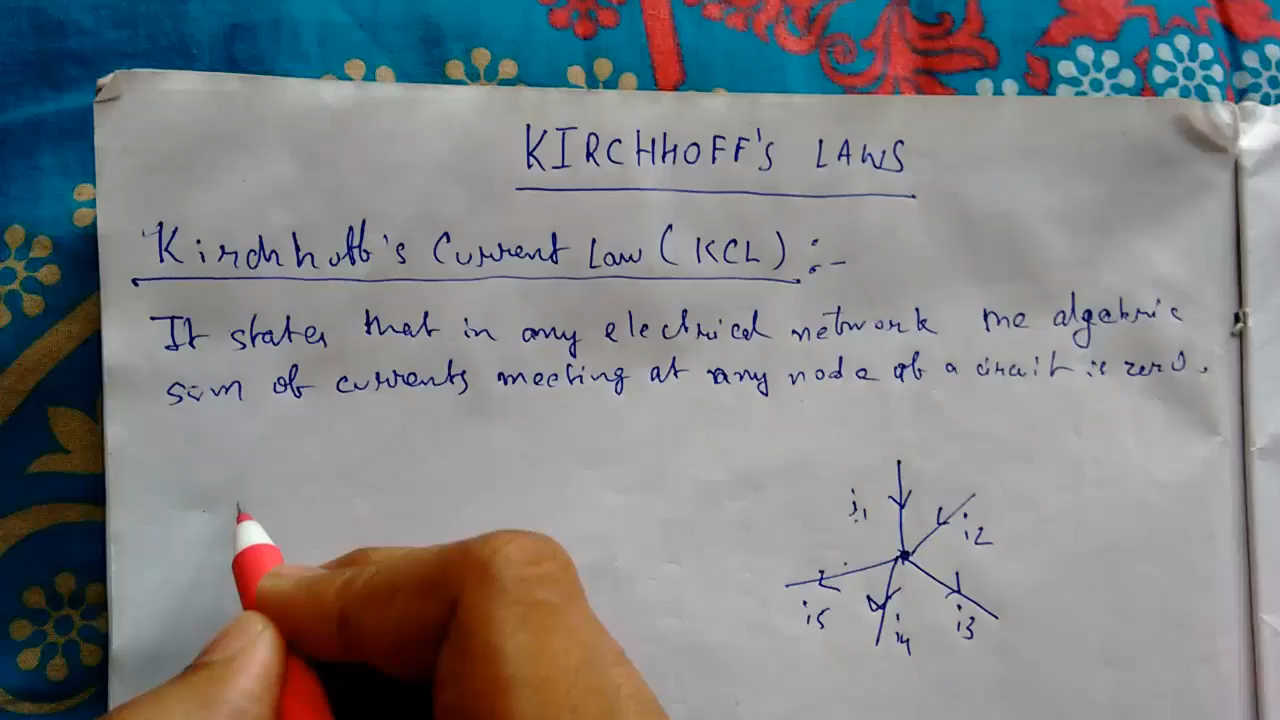 KIRCHHOFF'S LAWS
Kirchhoff's Current Law (KCL) :-
It states that in any electrical network the algebric
sum of currents meeting at any node of a circuit is zero.
i1
i2
i5
i4
i3